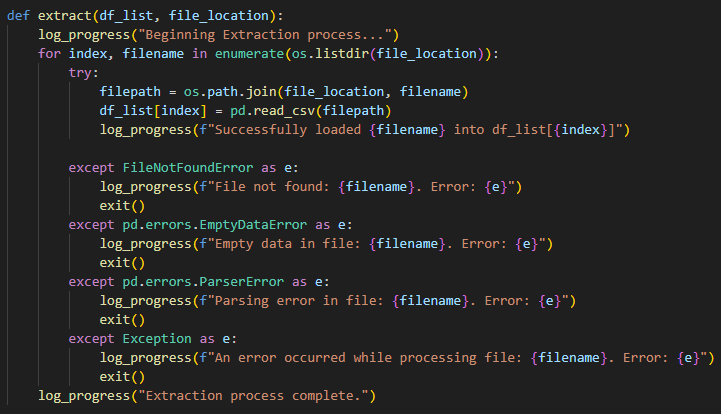 def extract(df_list, file_location):
    log_progress("Beginning Extraction process...")
    for index, filename in enumerate(os.listdir(file_location)):
        try:
            filepath = os.path.join(file_location, filename)
            df_list[index] = pd.read_csv(filepath)
            log_progress(f"Successfully loaded {filename} into df_list[{index}]")

        except FileNotFoundError as e:
            log_progress(f"File not found: {filename}. Error: {e}")
            exit()
        except pd.errors.EmptyDataError as e:
            log_progress(f"Empty data in file: {filename}. Error: {e}")
            exit()
        except pd.errors.ParserError as e:
            log_progress(f"Parsing error in file: {filename}. Error: {e}")
            exit()
        except Exception as e:
            log_progress(f"An error occurred while processing file: {filename}. Error: {e}")
            exit()
    log_progress("Extraction process complete.")